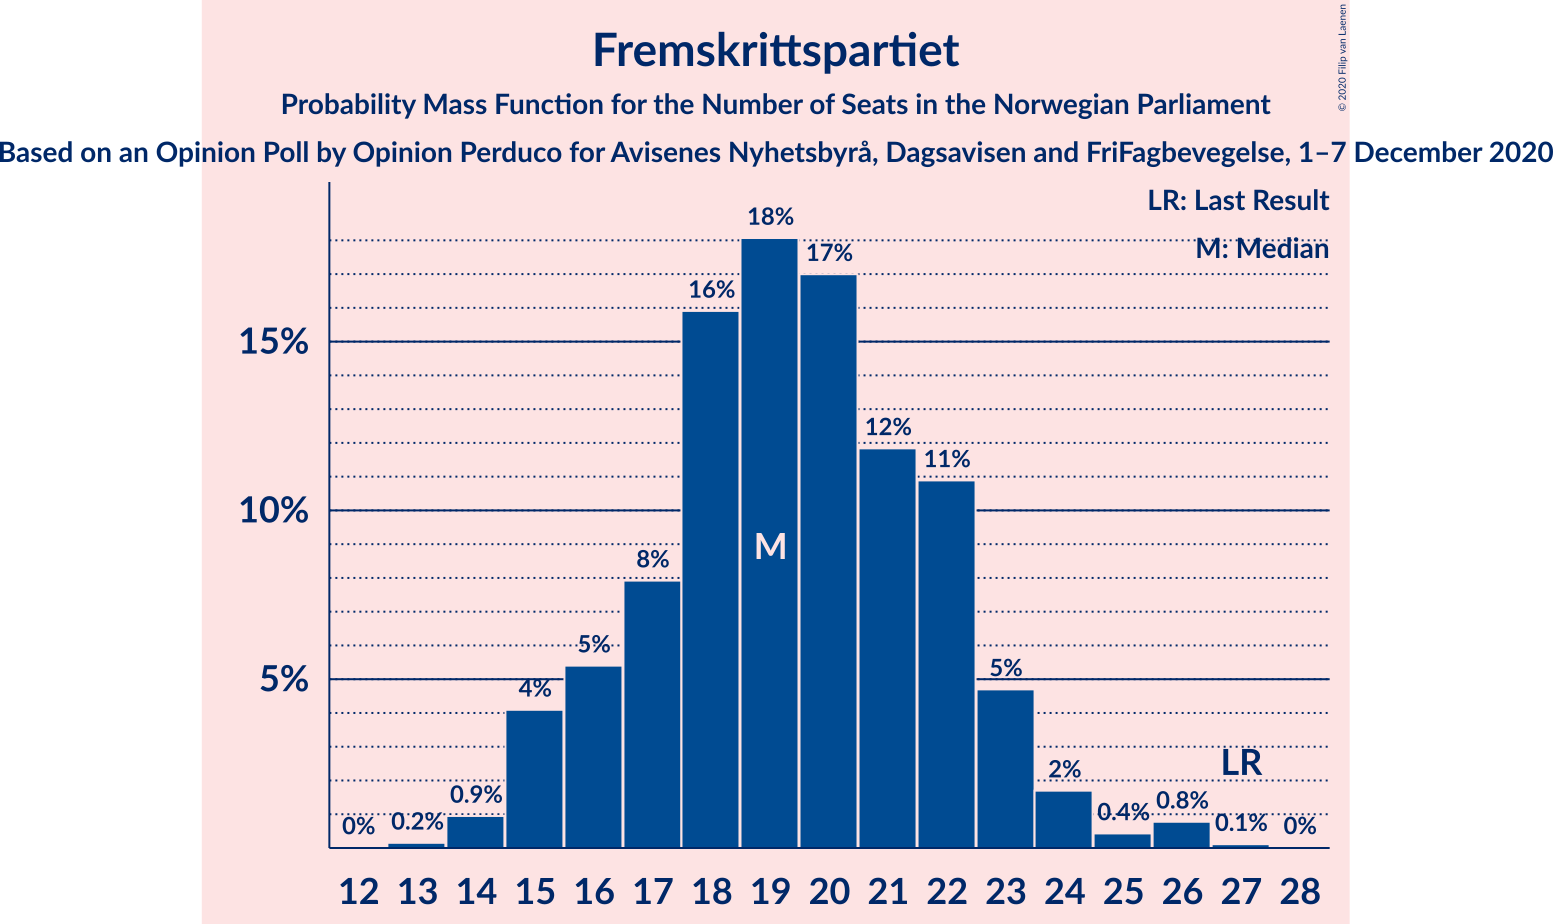 Fremskrittspartiet
Probability Mass Function for the Number of Seats in the Norwegian Parliament
Based on an Opinion Poll by Opinion Perduco for Avisenes Nyhetsbyrå, Dagsavisen and FriFagbevegelse, 1–7 December 2020
© 2020 Filip van Laenen
LR: Last Result
M: Median
18%
17%
16%
15%
12%
11%
10%
M
8%
5%
5%
5%
4%
LR
2%
0.9%
0.8%
0.4%
0.2%
0.1%
0%
0%
12 13 14 15 16 17 18 19 20 21 22 23 24 25 26 27 28